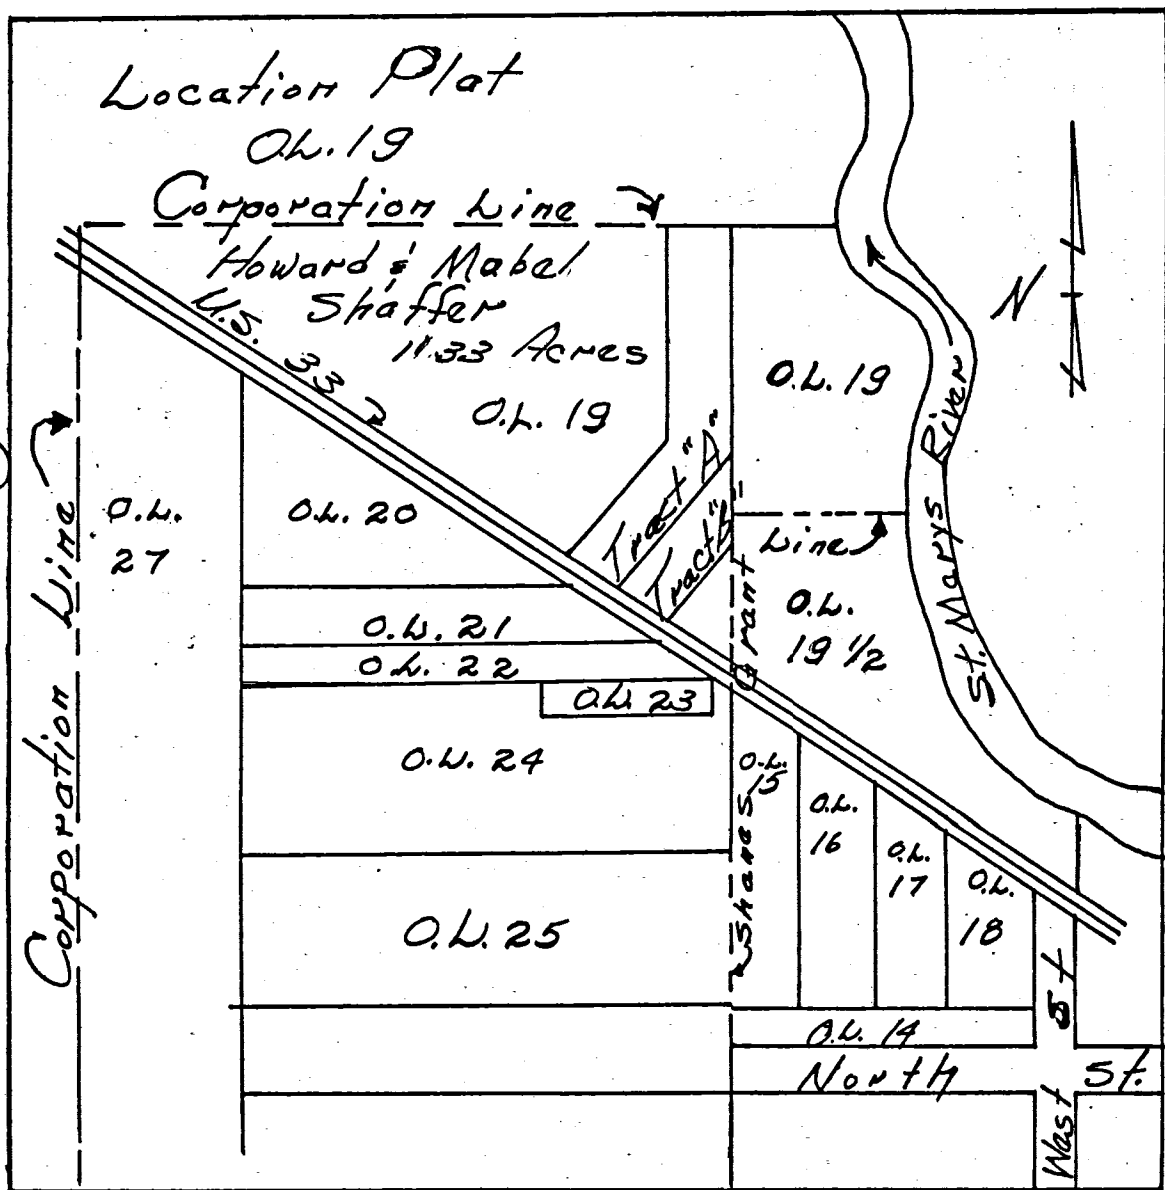 Location Plat
O.L. 19
Corporation Line
Howard & Mabel
Shaffer
11.33 Acres
U.S. 33
O.L. 19
O.L. 19
N
St. Marys River
Tract "A"
Tract "B"
Line
O.L.
19 1/2
Corporation Line
O.L.
27
O.L. 20
O.L. 21
O.L. 22
O.L. 23
O.L. 24
O.L. 25
Shanes Grant
O.L.
15
O.L.
16
O.L.
17
O.L.
18
O.L. 14
North St.
West St